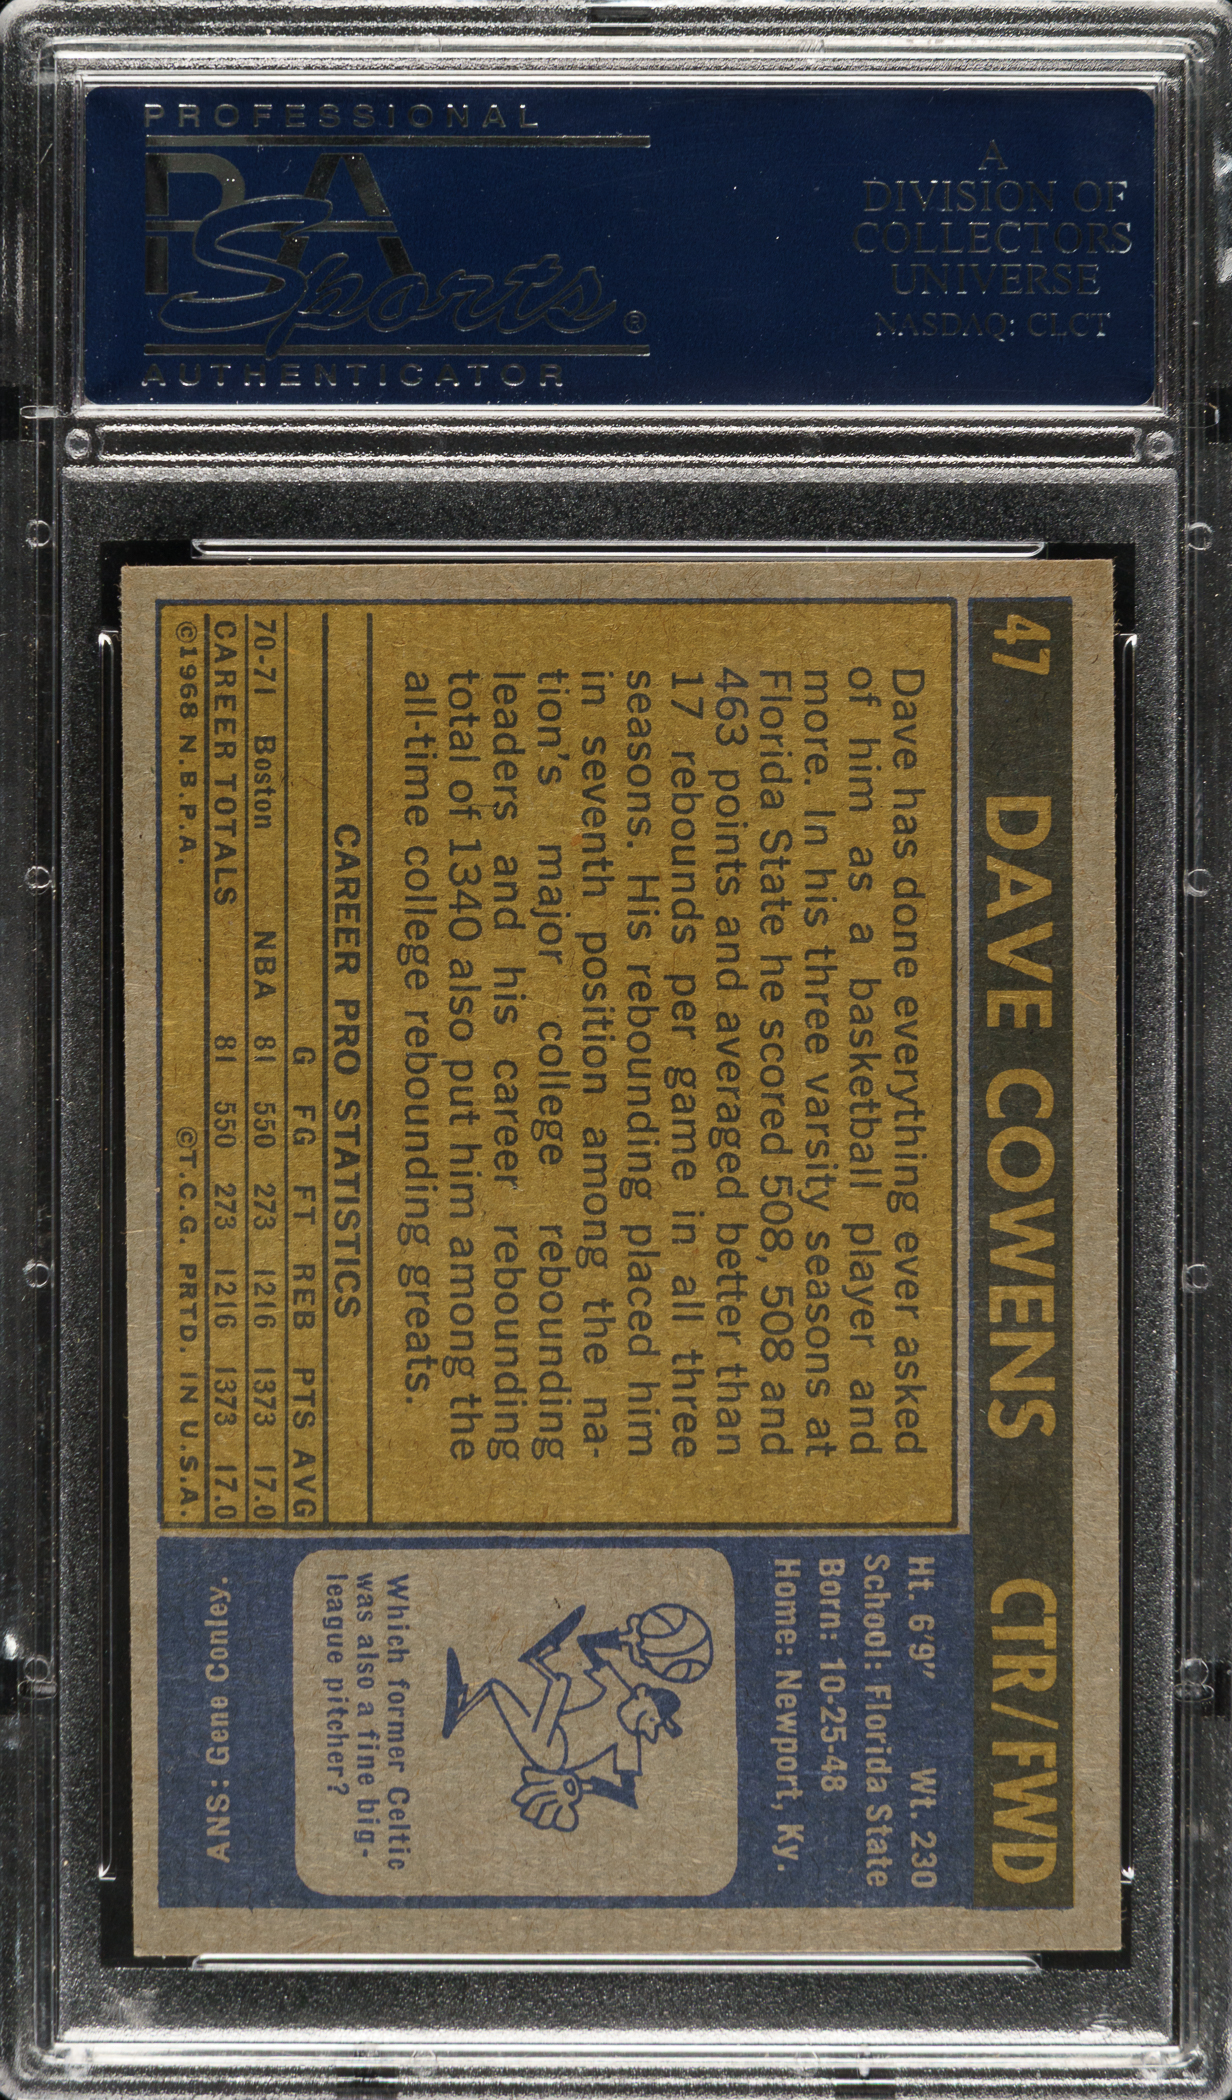 PROFESSIONAL
PSA
Sports®
AUTHENTICATOR
A
DIVISION OF
COLLECTORS
UNIVERSE
NASDAQ: CLCT
47 DAVE COWENS CTR/FWD
Dave has done everything ever asked
of him as a basketball player and
more. In his three varsity seasons at
Florida State he scored 508, 508 and
463 points and averaged better than
17 rebounds per game in all three
seasons. His rebounding placed him
in seventh position among the na-
tion's major college rebounding
leaders and his career rebounding
total of 1340 also put him among the
all-time college rebounding greats.
CAREER PRO STATISTICS
G FG FT REB PTS AVG
70-71 Boston NBA 81 550 273 1216 1373 17.0
CAREER TOTALS 81 550 273 1216 1373 17.0
©1968 N.B.P.A. ©T.C.G. PRTD. IN U.S.A.
Ht. 6'9" Wt. 230
School: Florida State
Born: 10-25-48
Home: Newport, Ky.
Which former Celtic
was also a fine big-
league pitcher?
ANS: Gene Conley.